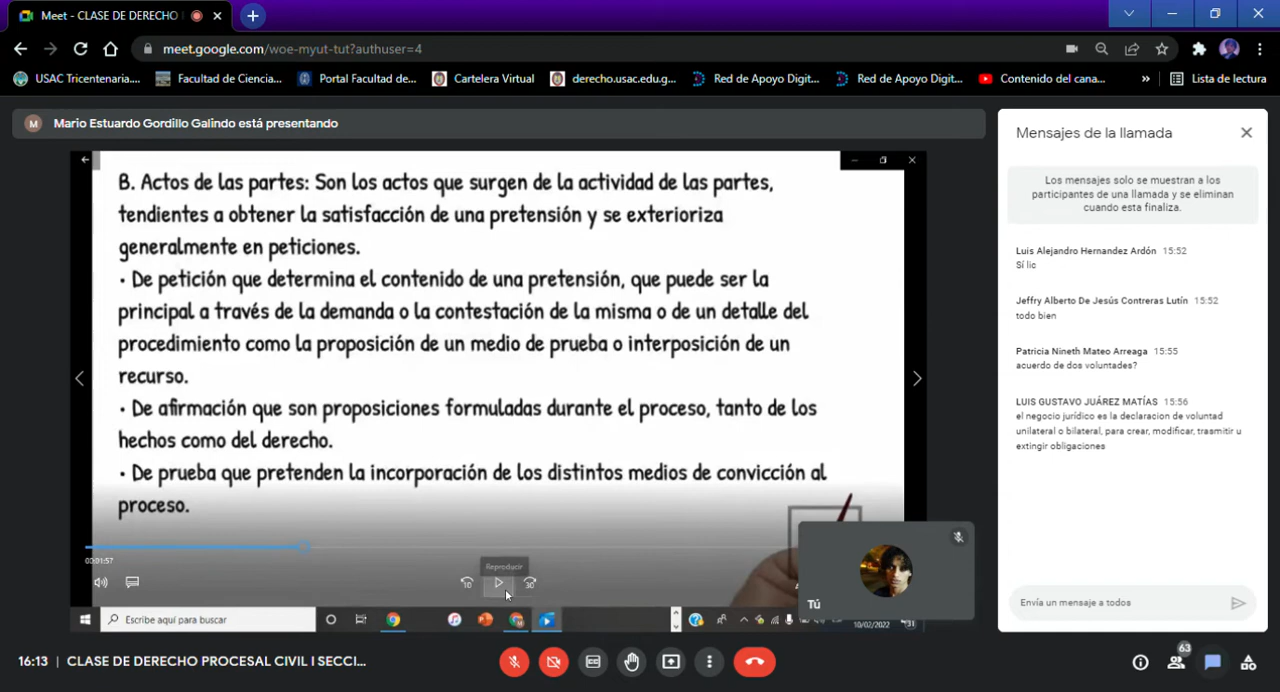 Meet - CLASE DE DERECHO
meet.google.com/woe-myut-tut?authuser=4
USAC Tricentenaria....
Facultad de Ciencia...
Portal Facultad de...
Cartelera Virtual
derecho.usac.edu.g...
Red de Apoyo Digit...
Red de Apoyo Digit...
Contenido del cana...
»
Lista de lectura
M
Mario Estuardo Gordillo Galindo está presentando
B. Actos de las partes: Son los actos que surgen de la actividad de las partes,
tendientes a obtener la satisfacción de una pretensión y se exterioriza
generalmente en peticiones.
• De petición que determina el contenido de una pretensión, que puede ser la
principal a través de la demanda o la contestación de la misma o de un detalle del
procedimiento como la proposición de un medio de prueba o interposición de un
recurso.
• De afirmación que son proposiciones formuladas durante el proceso, tanto de los
hechos como del derecho.
• De prueba que pretenden la incorporación de los distintos medios de convicción al
proceso.
00:01:57
Reproducir
10
30
Tú
Escribe aquí para buscar
10/02/2022
31
Mensajes de la llamada
Los mensajes solo se muestran a los
participantes de una llamada y se eliminan
cuando esta finaliza.
Luis Alejandro Hernandez Ardón 15:52
Sí lic
Jeffry Alberto De Jesús Contreras Lutín 15:52
todo bien
Patricia Nineth Mateo Arreaga 15:55
acuerdo de dos voluntades?
LUIS GUSTAVO JUÁREZ MATÍAS 15:56
el negocio jurídico es la declaracion de voluntad
unilateral o bilateral, para crear, modificar, trasmitir u
extingir obligaciones
Envía un mensaje a todos
16:13 | CLASE DE DERECHO PROCESAL CIVIL I SECCI...
63